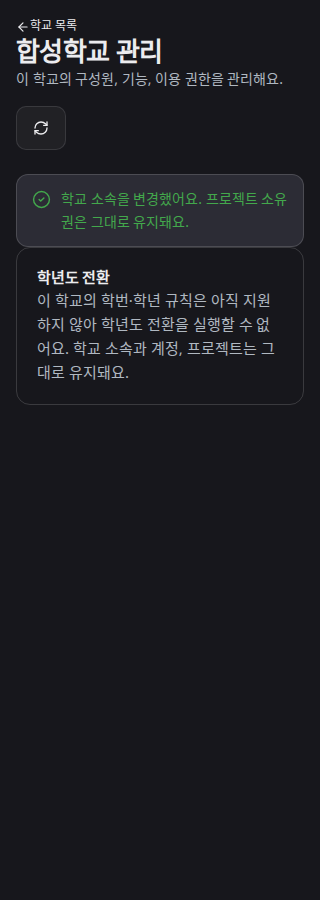 학교 목록
합성학교 관리
이 학교의 구성원, 기능, 이용 권한을 관리해요.
학교 소속을 변경했어요. 프로젝트 소유
권은 그대로 유지돼요.
학년도 전환
이 학교의 학번·학년 규칙은 아직 지원
하지 않아 학년도 전환을 실행할 수 없
어요. 학교 소속과 계정, 프로젝트는 그
대로 유지돼요.